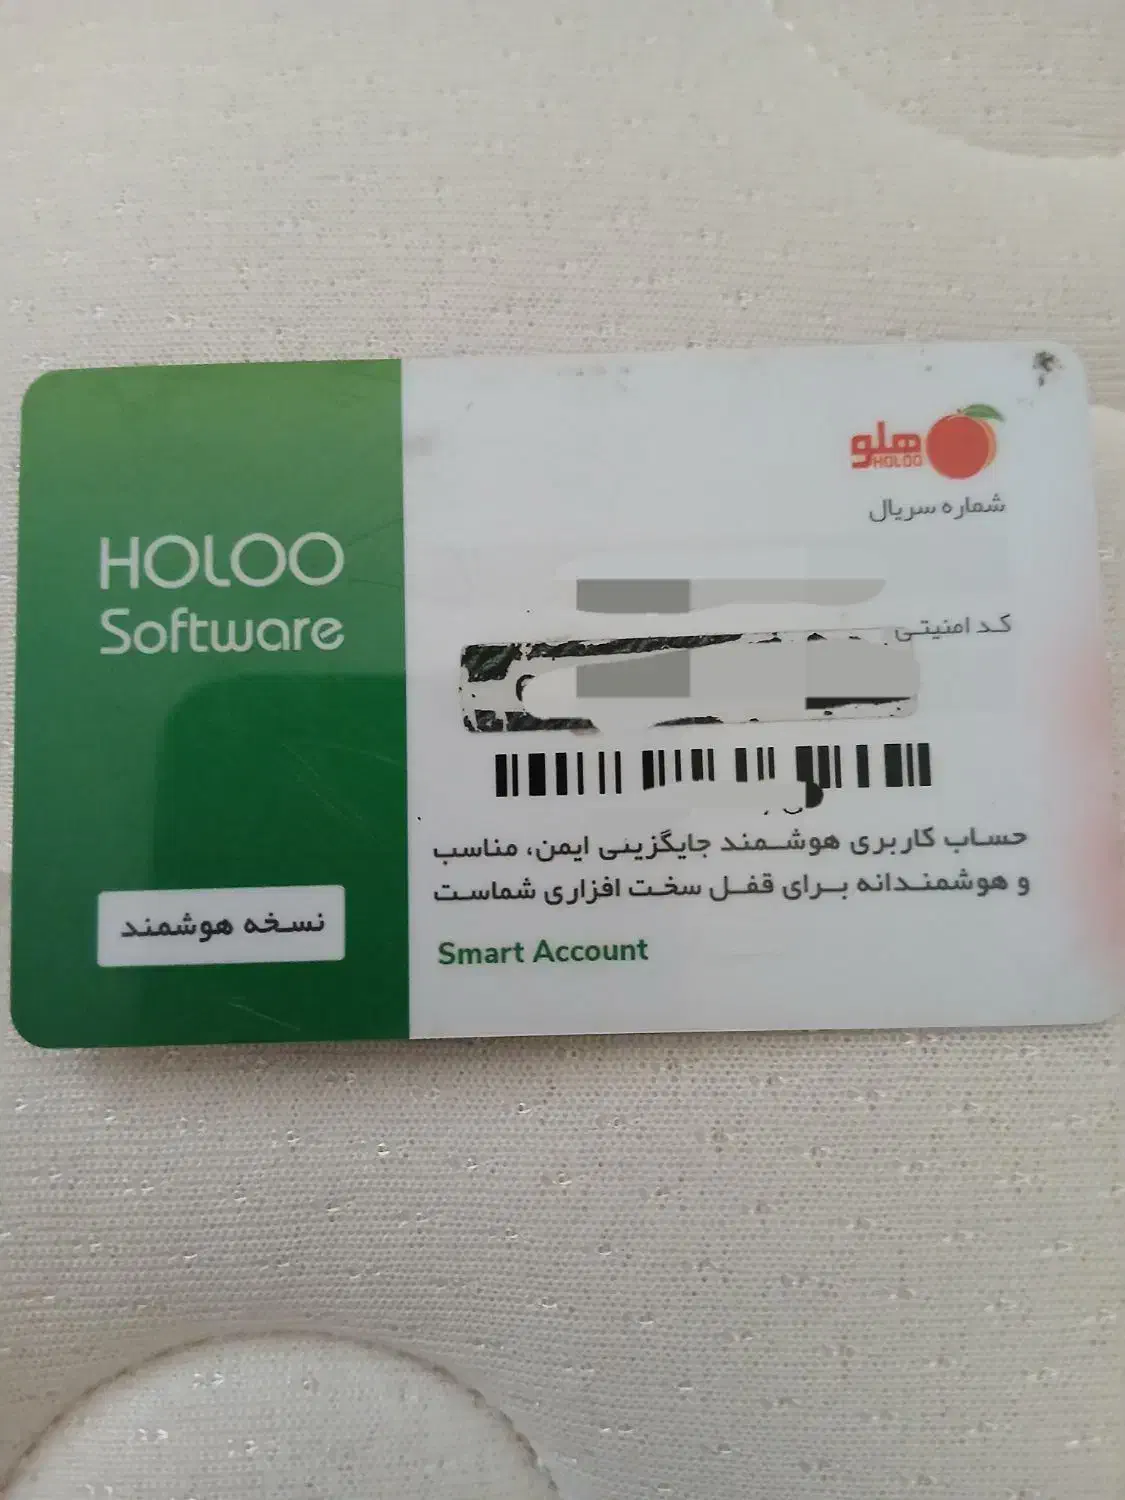 HOLOO
Software
نسخه هوشمند
هلو
HOLOO
شماره سریال
کد امنیتی
حساب کاربری هوشمند جایگزینی ایمن، مناسب
و هوشمندانه برای قفل سخت افزاری شماست
Smart Account